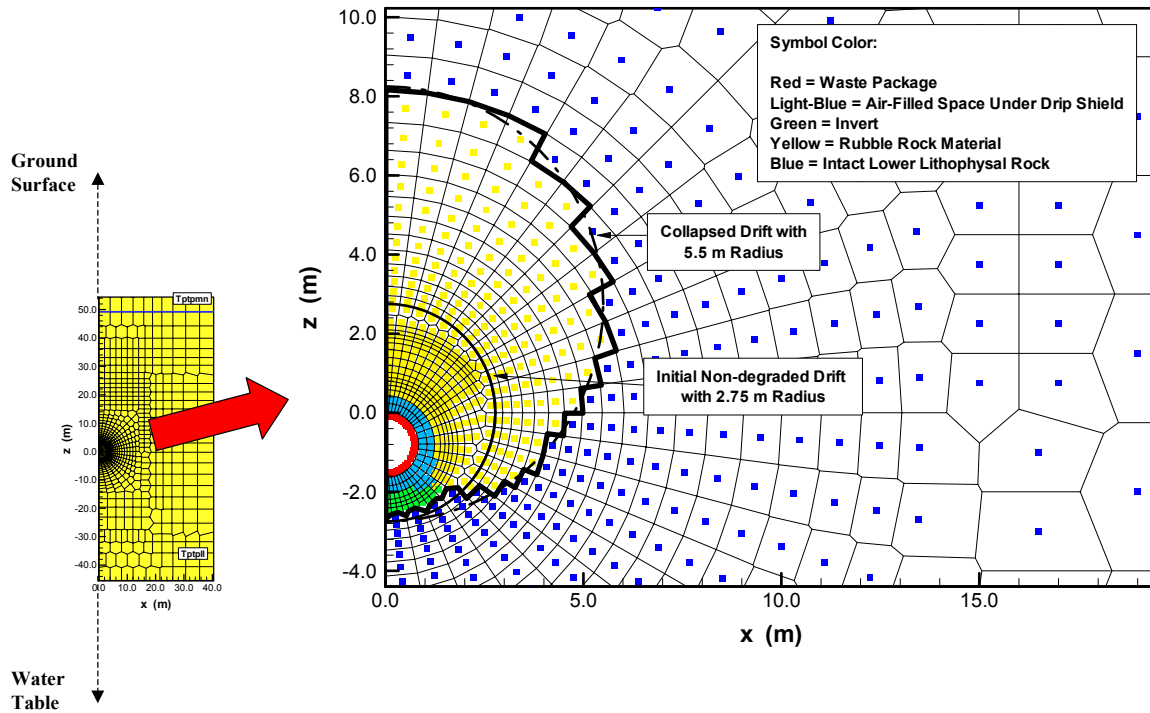 Ground
Surface
Tptpmn
50.0
40.0
30.0
20.0
10.0
0.0
-10.0
-20.0
-30.0
-40.0
z (m)
Tptpll
0.0
10.0
20.0
30.0
40.0
x (m)
Water
Table
10.0
8.0
6.0
4.0
2.0
0.0
-2.0
-4.0
z (m)
Symbol Color:
Red = Waste Package
Light-Blue = Air-Filled Space Under Drip Shield
Green = Invert
Yellow = Rubble Rock Material
Blue = Intact Lower Lithophysal Rock
Collapsed Drift with
5.5 m Radius
Initial Non-degraded Drift
with 2.75 m Radius
0.0
5.0
10.0
15.0
x (m)